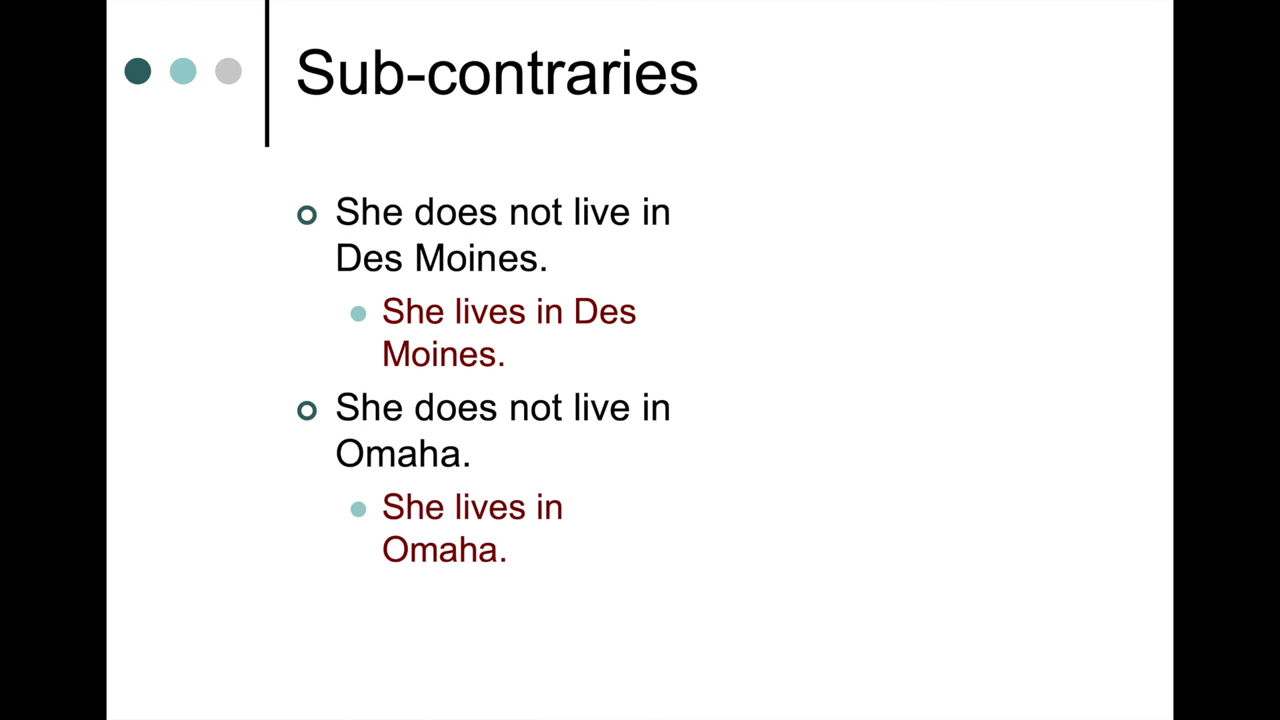 Sub-contraries
She does not live in
Des Moines.
She lives in Des
Moines.
She does not live in
Omaha.
She lives in
Omaha.